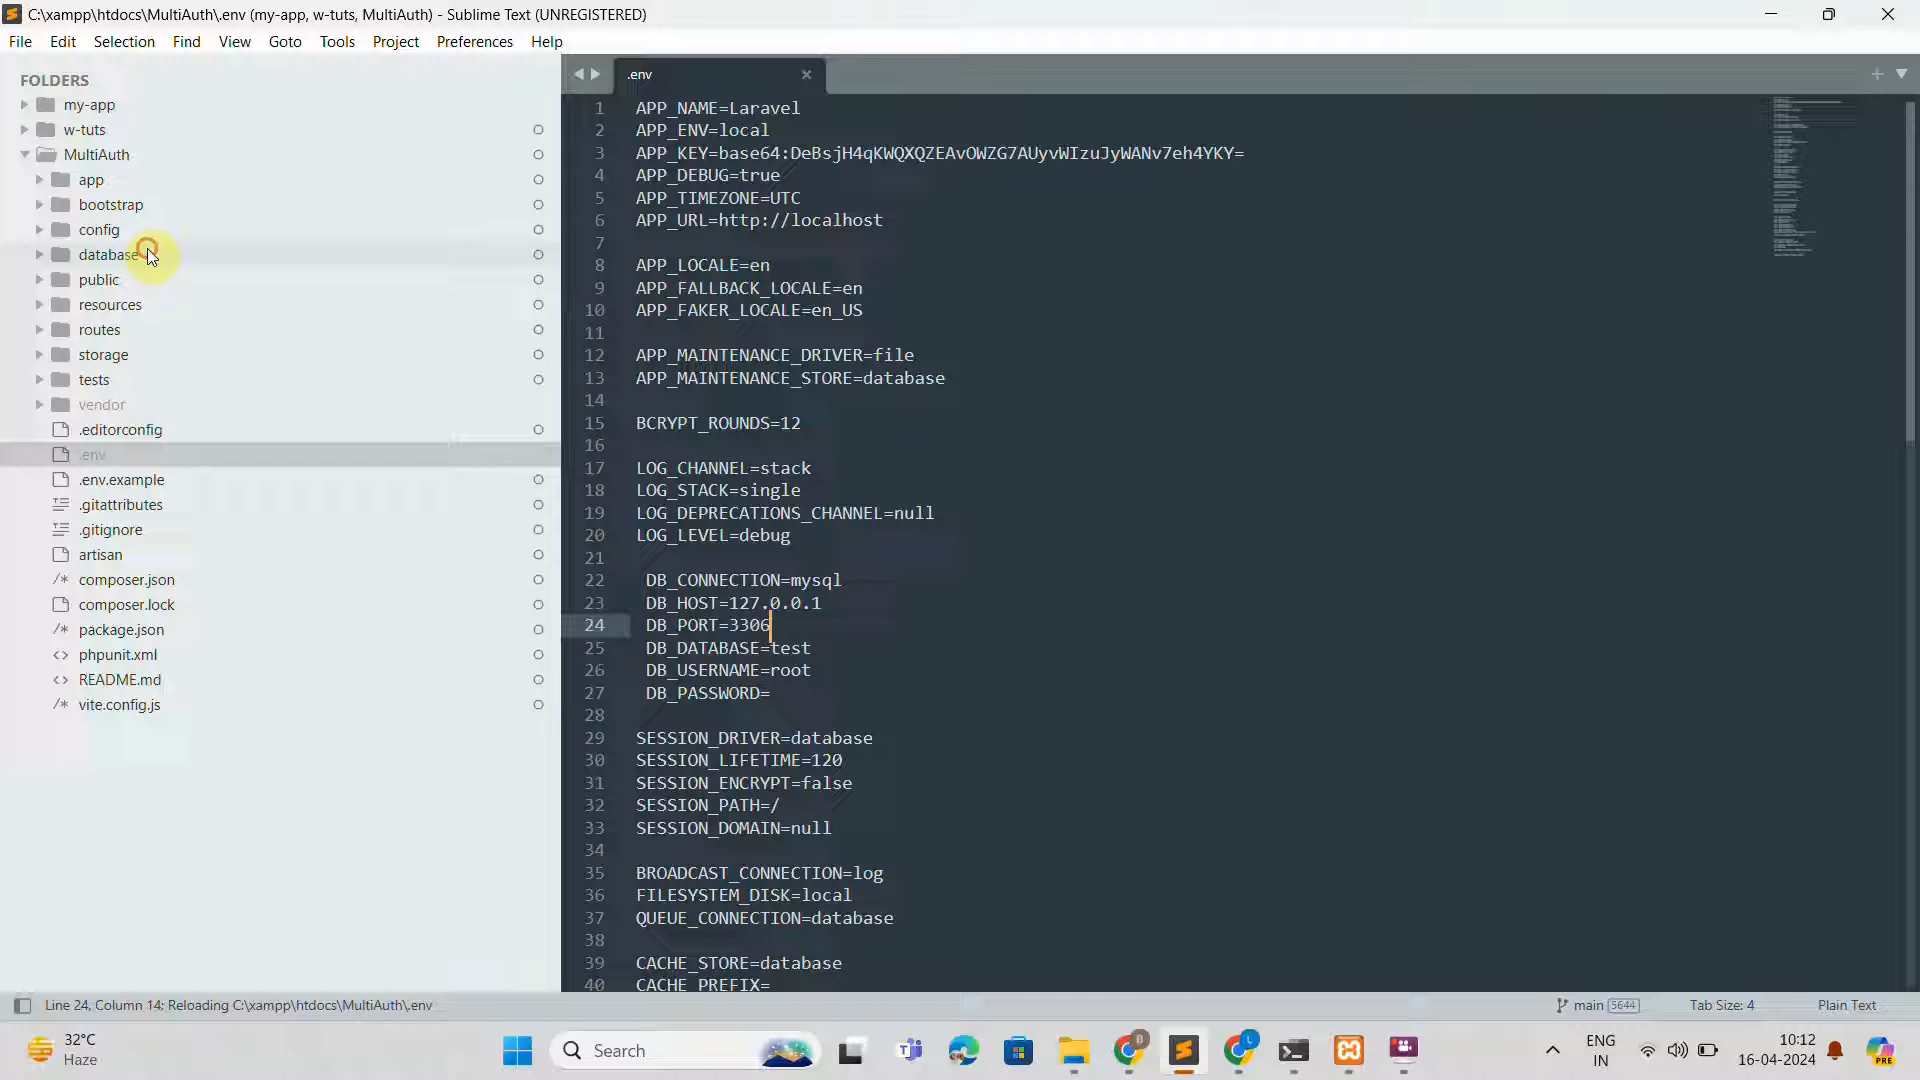 C:\xampp\htdocs\MultiAuth\.env (my-app, w-tuts, MultiAuth) - Sublime Text (UNREGISTERED)
File Edit Selection Find View Goto Tools Project Preferences Help
FOLDERS
my-app
w-tuts
MultiAuth
app
bootstrap
config
database
public
resources
routes
storage
tests
vendor
.editorconfig
.env
.env.example
.gitattributes
.gitignore
artisan
composer.json
composer.lock
package.json
phpunit.xml
README.md
vite.config.js
.env
1 APP_NAME=Laravel
2 APP_ENV=local
3 APP_KEY=base64:DeBsjH4qKWQXQZEAvOWZG7AUyvWIzuJyWANv7eh4YKY=
4 APP_DEBUG=true
5 APP_TIMEZONE=UTC
6 APP_URL=http://localhost
7
8 APP_LOCALE=en
9 APP_FALLBACK_LOCALE=en
10 APP_FAKER_LOCALE=en_US
11
12 APP_MAINTENANCE_DRIVER=file
13 APP_MAINTENANCE_STORE=database
14
15 BCRYPT_ROUNDS=12
16
17 LOG_CHANNEL=stack
18 LOG_STACK=single
19 LOG_DEPRECATIONS_CHANNEL=null
20 LOG_LEVEL=debug
21
22 DB_CONNECTION=mysql
23 DB_HOST=127.0.0.1
24 DB_PORT=3306
25 DB_DATABASE=test
26 DB_USERNAME=root
27 DB_PASSWORD=
28
29 SESSION_DRIVER=database
30 SESSION_LIFETIME=120
31 SESSION_ENCRYPT=false
32 SESSION_PATH=/
33 SESSION_DOMAIN=null
34
35 BROADCAST_CONNECTION=log
36 FILESYSTEM_DISK=local
37 QUEUE_CONNECTION=database
38
39 CACHE_STORE=database
40 CACHE_PREFIX=
Line 24, Column 14; Reloading C:\xampp\htdocs\MultiAuth\.env
main 5644 Tab Size: 4 Plain Text
32°C
Haze
Search
ENG
IN
10:12
16-04-2024
PRE